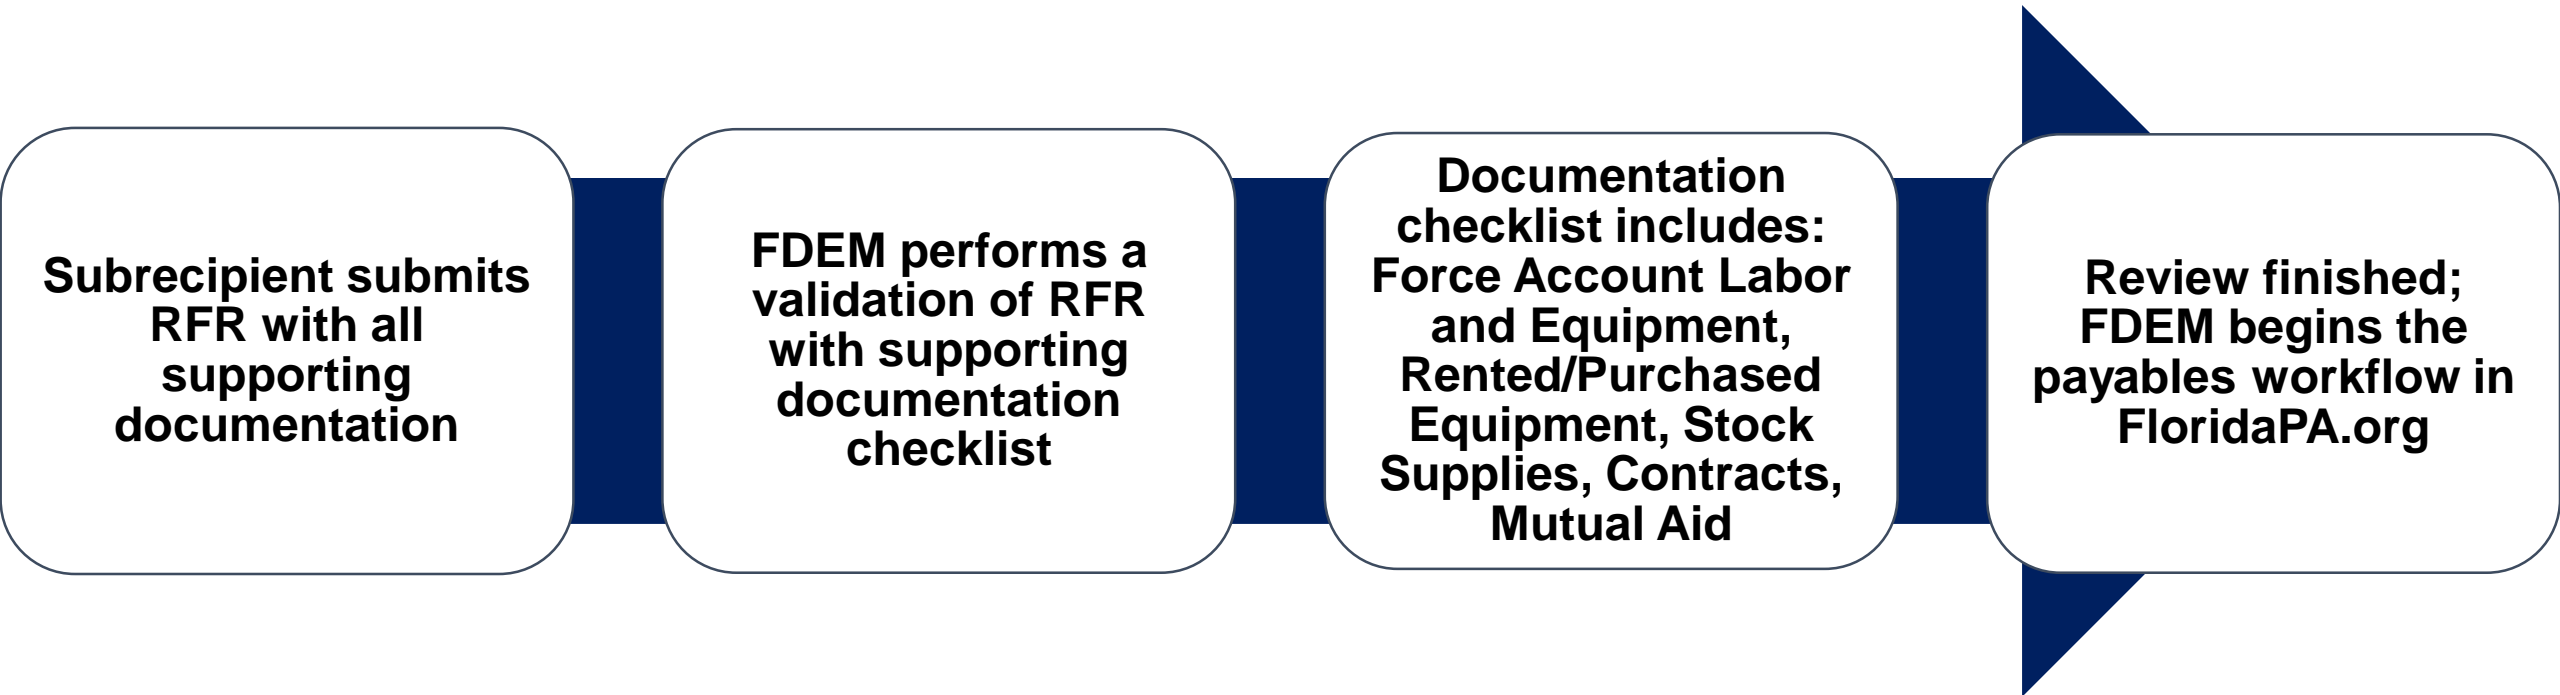 Subrecipient submits
RFR with all
supporting
documentation
FDEM performs a
validation of RFR
with supporting
documentation
checklist
Documentation
checklist includes:
Force Account Labor
and Equipment,
Rented/Purchased
Equipment, Stock
Supplies, Contracts,
Mutual Aid
Review finished;
FDEM begins the
payables workflow in
FloridaPA.org